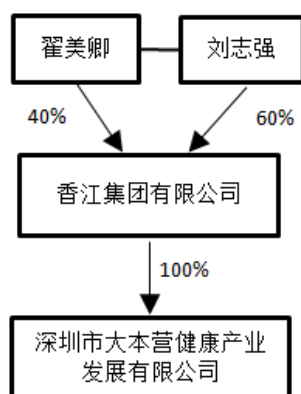 翟美卿
刘志强
40%
60%
香江集团有限公司
100%
深圳市大本营健康产业
发展有限公司